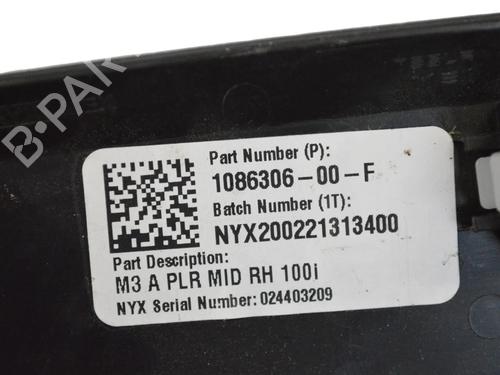 B-PARTS
Part Number (P):
1086306-00-F
Batch Number (1T):
NYX200221313400
Part Description:
M3 A PLR MID RH 100i
NYX Serial Number: 024403209